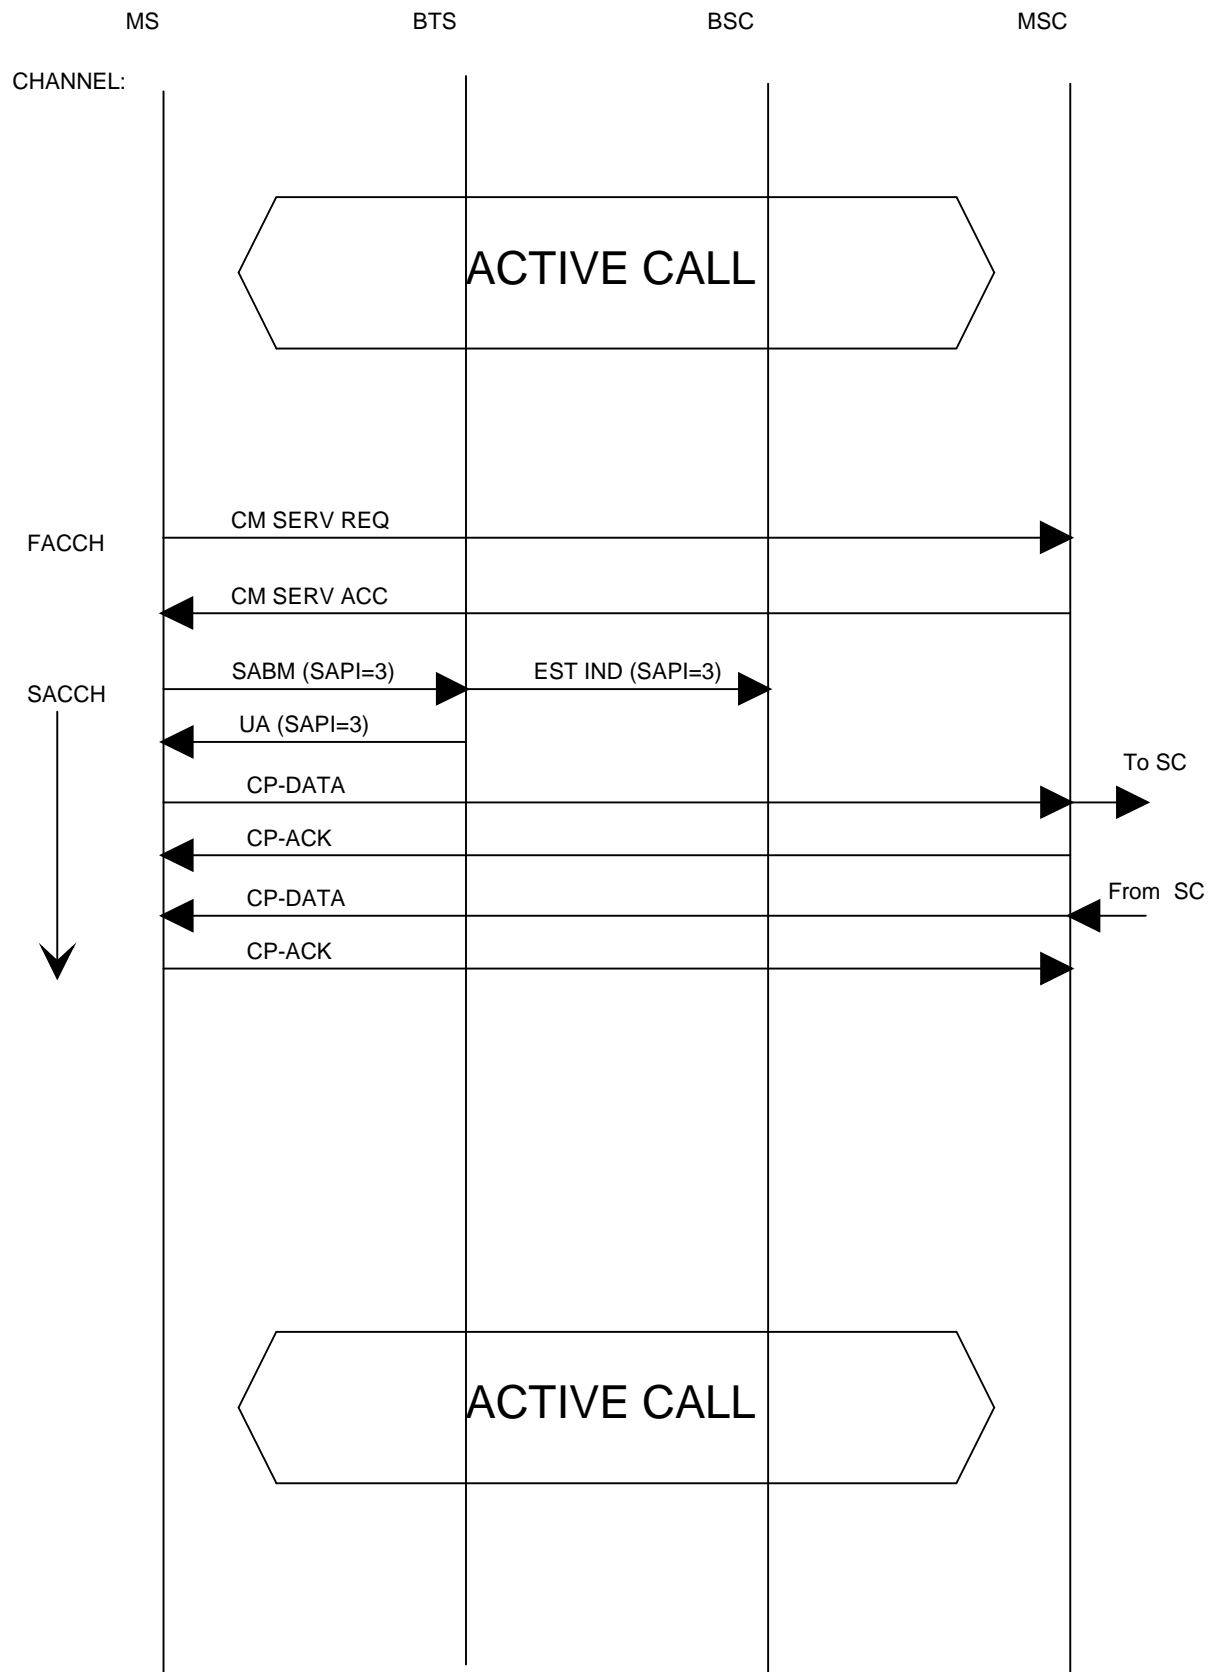 MS BTS BSC MSC
CHANNEL:
ACTIVE CALL
CM SERV REQ
FACCH
CM SERV ACC
SABM (SAPI=3) EST IND (SAPI=3)
SACCH
UA (SAPI=3)
To SC
CP-DATA
CP-ACK
From SC
CP-DATA
CP-ACK
ACTIVE CALL